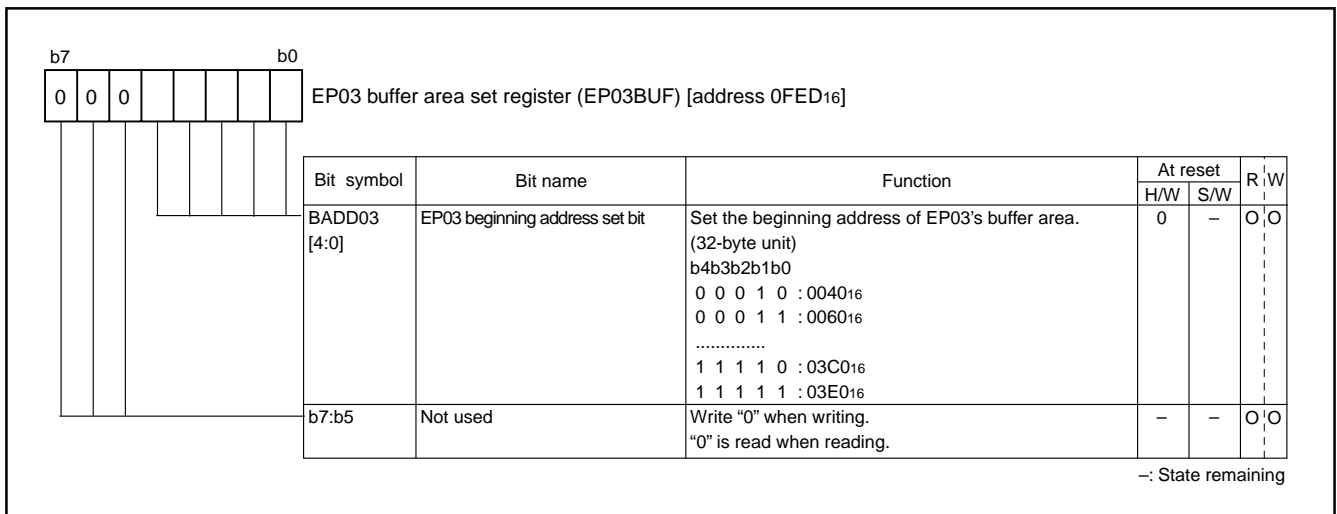 b7 b0
0 0 0 EP03 buffer area set register (EP03BUF) [address 0FED16]
Bit symbol Bit name Function At reset R W
H/W S/W
BADD03 EP03 beginning address set bit Set the beginning address of EP03's buffer area. 0 – O O
[4:0] (32-byte unit)
b4b3b2b1b0
0 0 0 1 0 : 004016
0 0 0 1 1 : 006016
..............
1 1 1 1 0 : 03C016
1 1 1 1 1 : 03E016
b7:b5 Not used Write “0” when writing. – – O O
“0” is read when reading.
–: State remaining